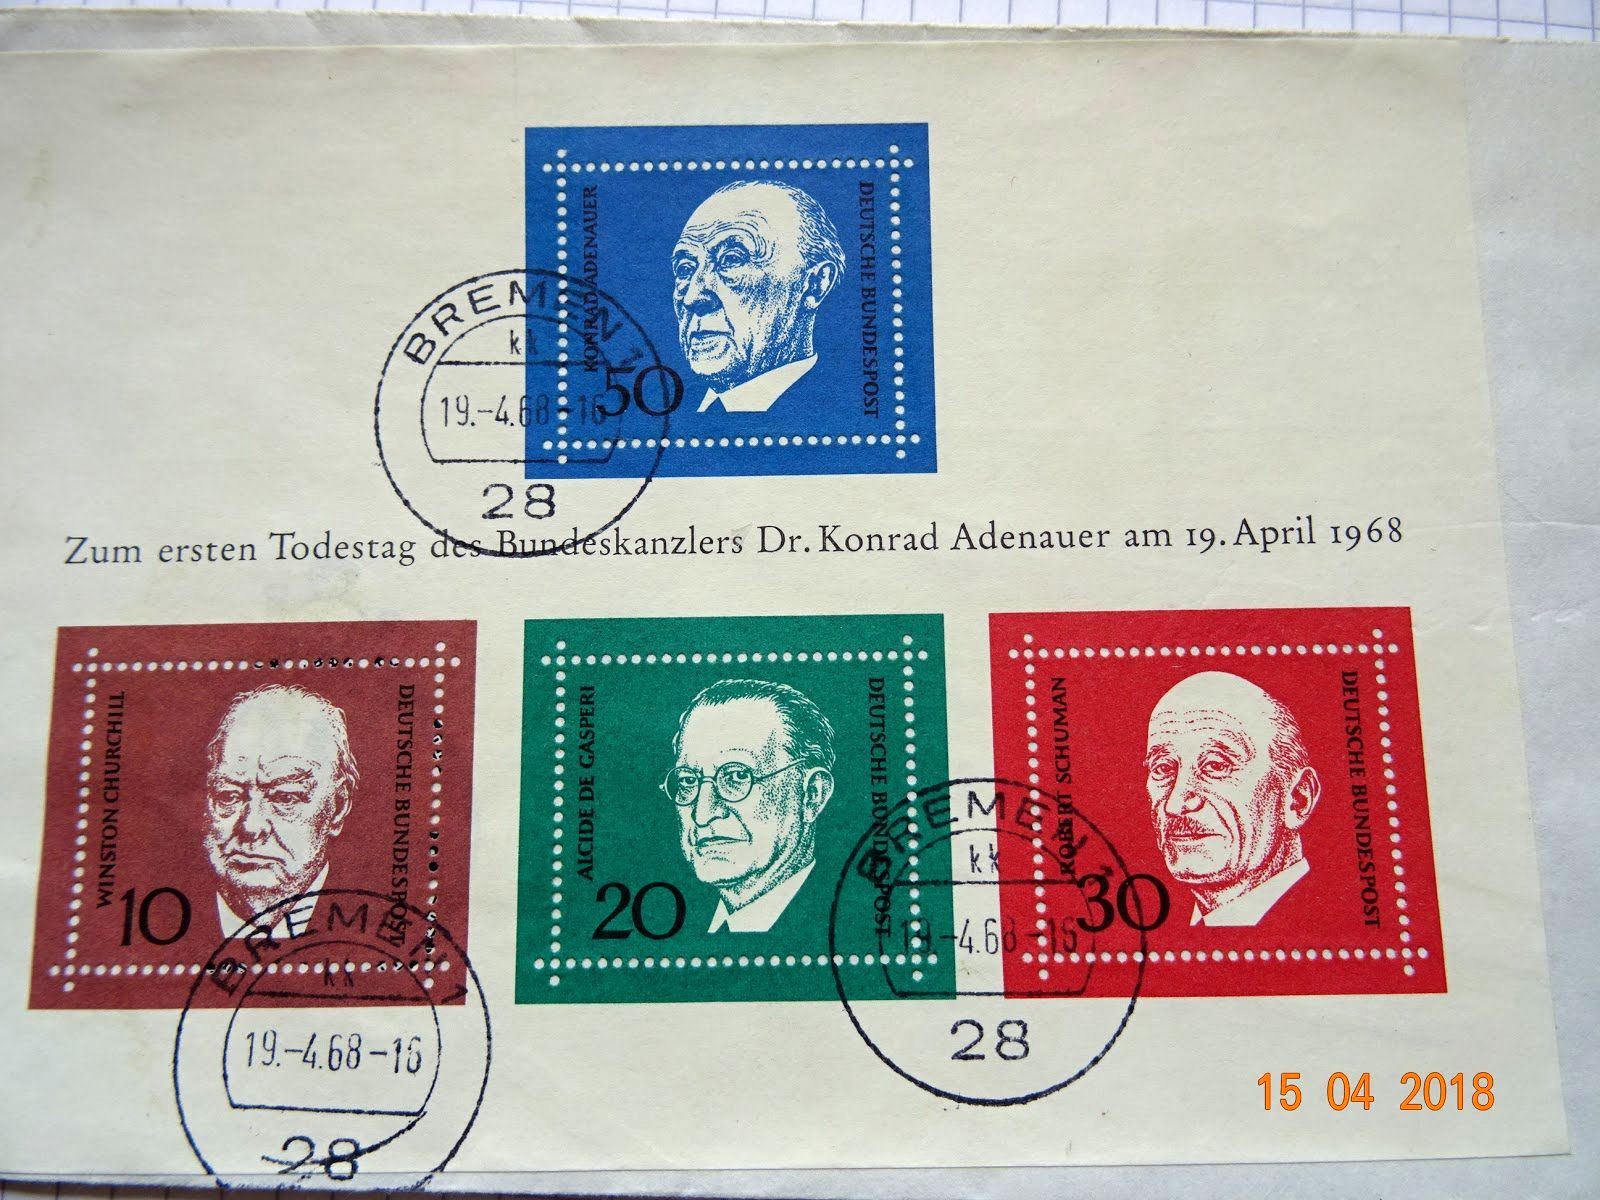 KONRAD ADENAUER
DEUTSCHE BUNDESPOST
50
BREMEN 1
kk
19.-4.68-16
28
Zum ersten Todestag des Bundeskanzlers Dr. Konrad Adenauer am 19. April 1968
WINSTON CHURCHILL
DEUTSCHE BUNDESPOST
10
BREMEN 1
kk
19.-4.68-16
28
ALCIDE DE GASPERI
DEUTSCHE BUNDESPOST
20
BREMEN 1
kk
19.-4.68-16
28
ROBERT SCHUMAN
DEUTSCHE BUNDESPOST
30
15 04 2018